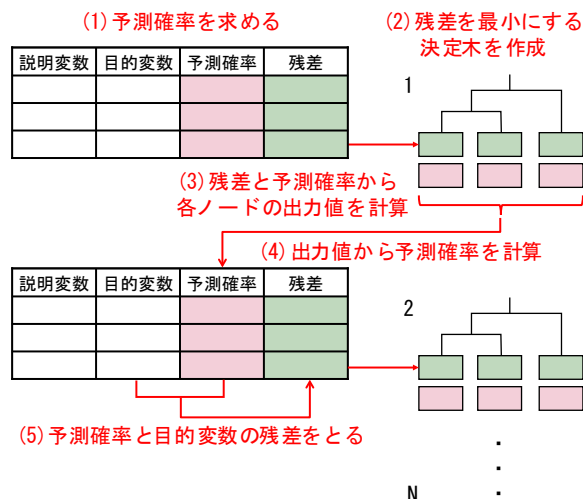 (1)予測確率を求める
(2)残差を最小にする
決定木を作成
説明変数 目的変数 予測確率 残差
1
(3)残差と予測確率から
各ノードの出力値を計算
(4)出力値から予測確率を計算
説明変数 目的変数 予測確率 残差
2
(5)予測確率と目的変数の残差をとる
N